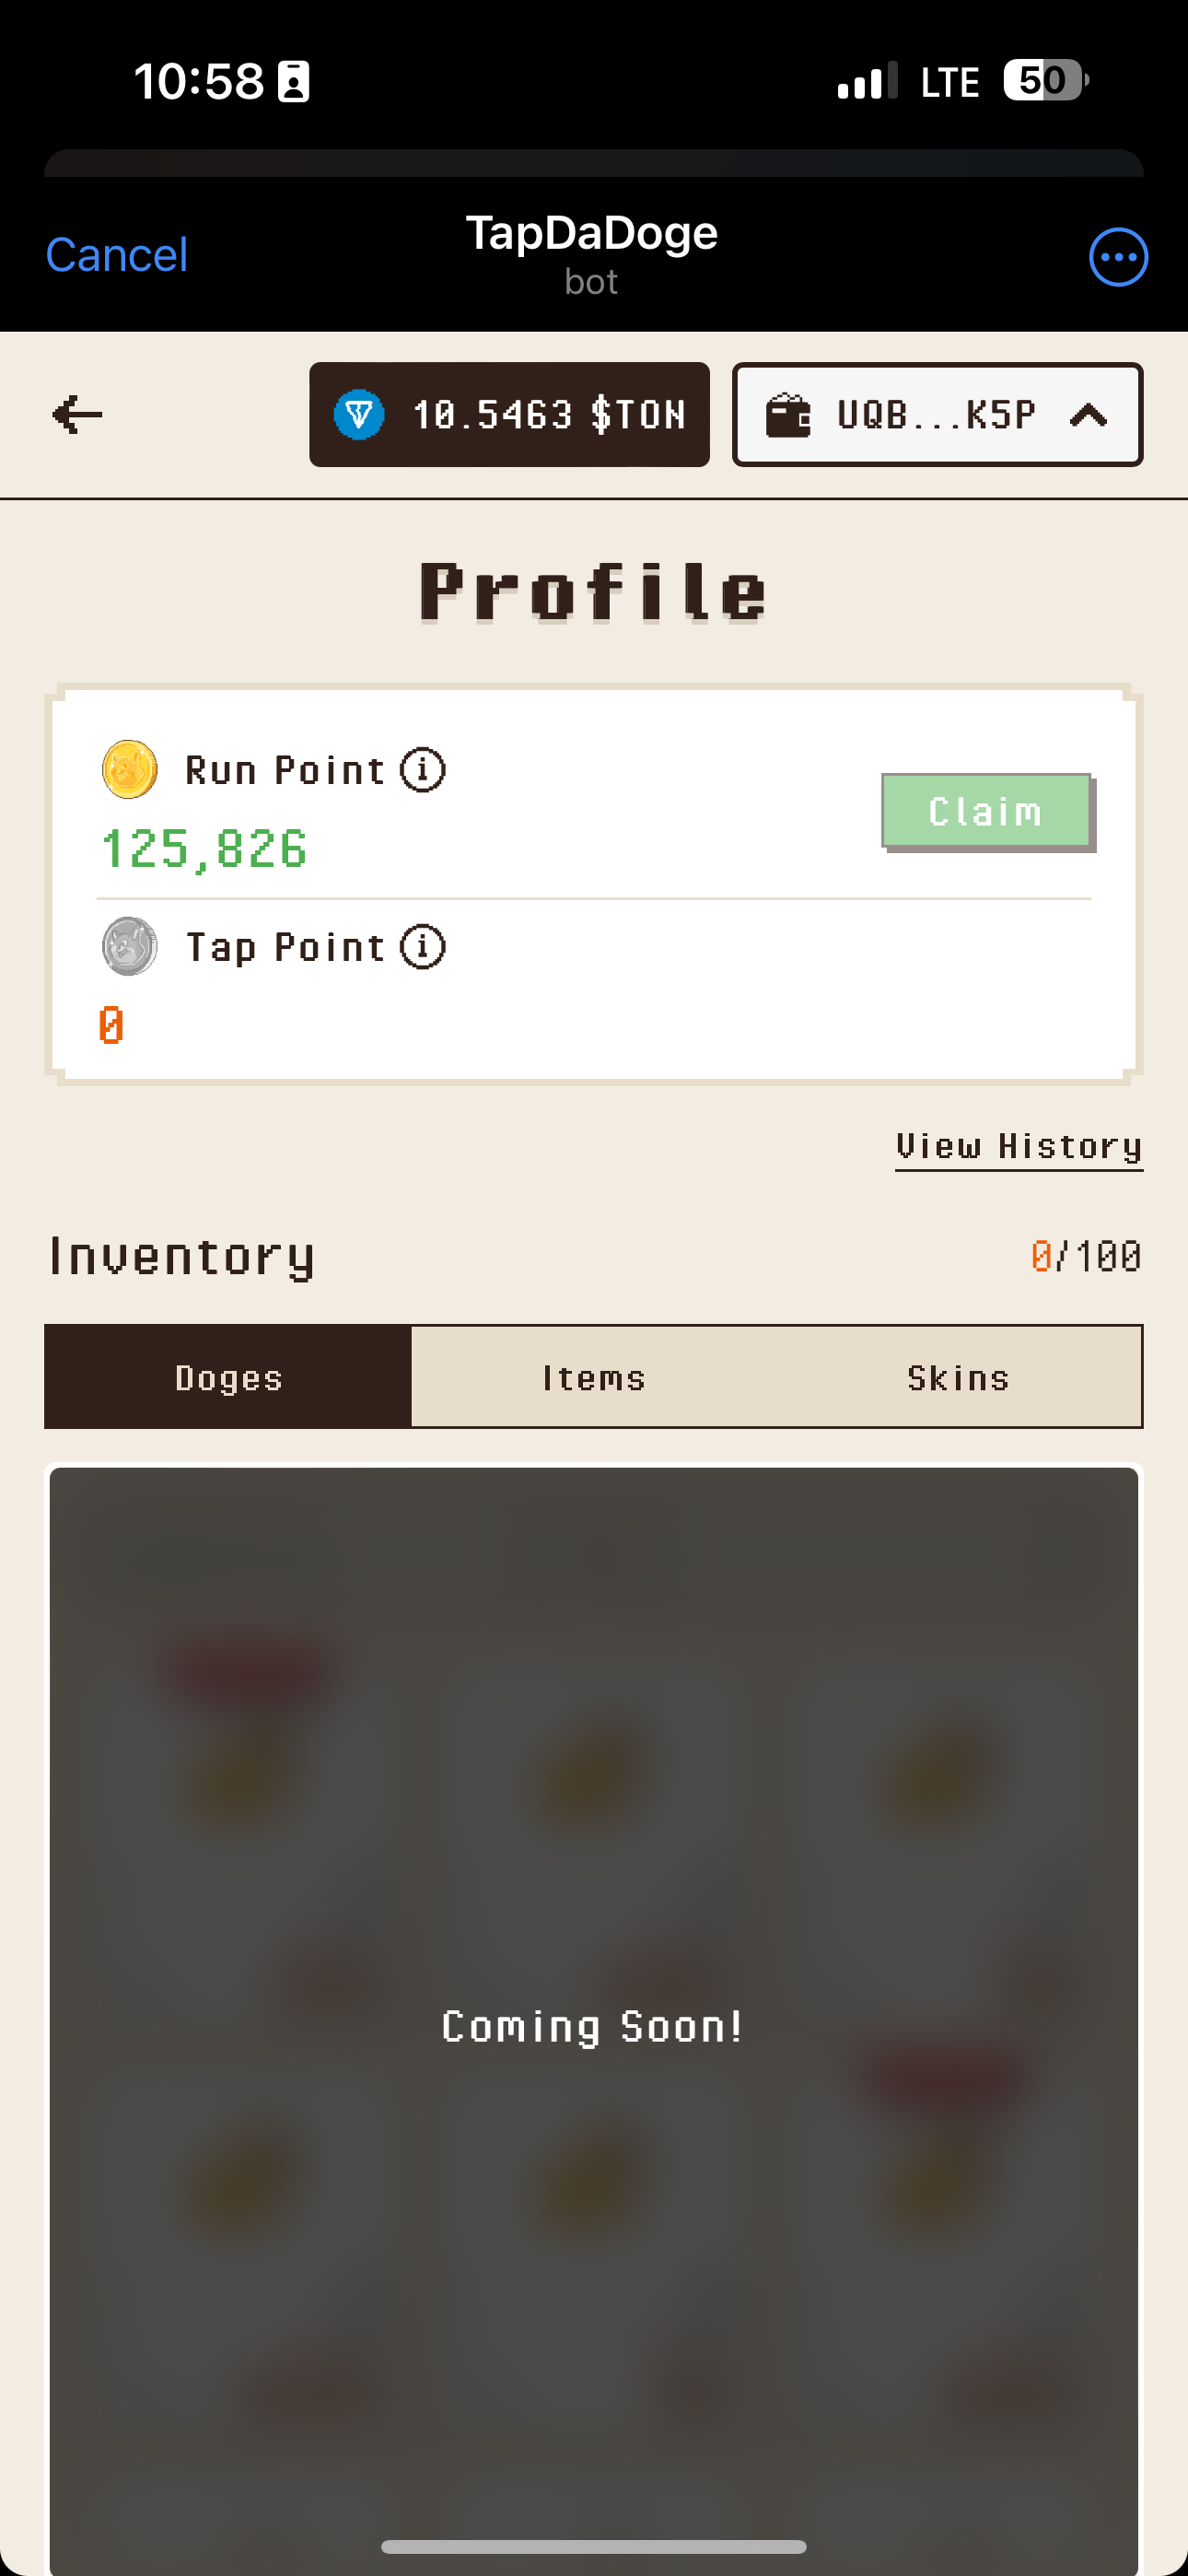 10:58
LTE 50
Cancel
TapDaDoge
bot
10.5463 $TON
UQB...K5P
Profile
Run Point
125,826
Claim
Tap Point
0
View History
Inventory
0/100
Doges
Items
Skins
Coming Soon!